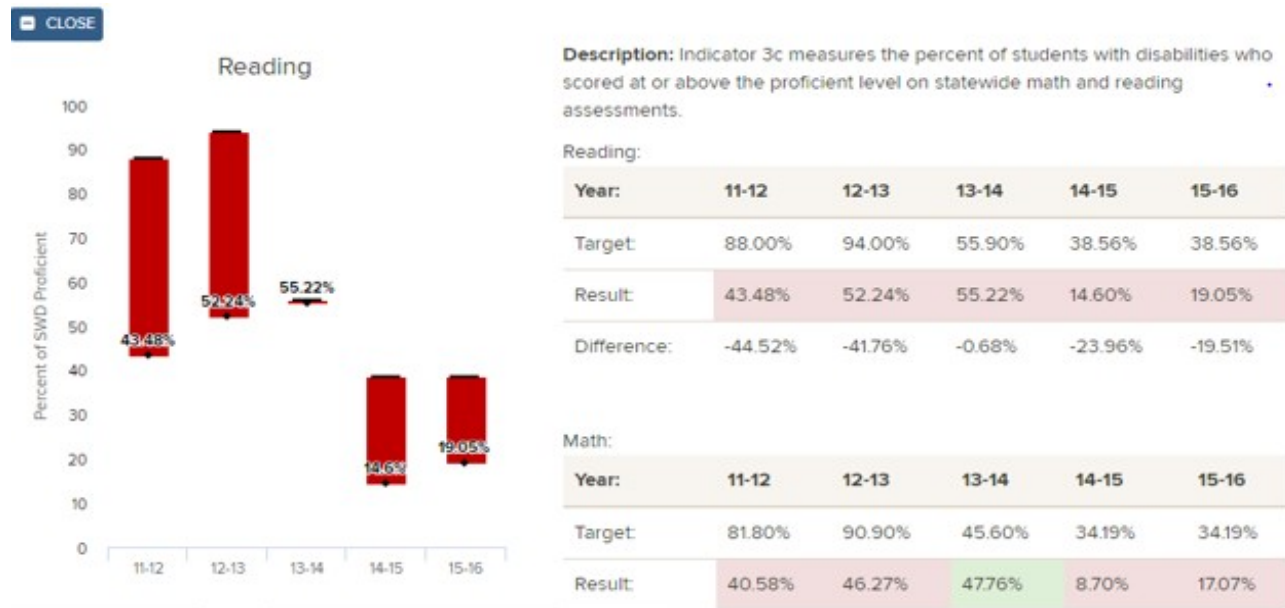 CLOSE
Reading
Percent of SWD Proficient
100
90
80
70
60
50
40
30
20
10
0
43.48%
52.24%
55.22%
14.6%
19.05%
11-12 12-13 13-14 14-15 15-16
Description: Indicator 3c measures the percent of students with disabilities who
scored at or above the proficient level on statewide math and reading
assessments.
Reading:
Year: 11-12 12-13 13-14 14-15 15-16
Target: 88.00% 94.00% 55.90% 38.56% 38.56%
Result: 43.48% 52.24% 55.22% 14.60% 19.05%
Difference: -44.52% -41.76% -0.68% -23.96% -19.51%
Math:
Year: 11-12 12-13 13-14 14-15 15-16
Target: 81.80% 90.90% 45.60% 34.19% 34.19%
Result: 40.58% 46.27% 47.76% 8.70% 17.07%